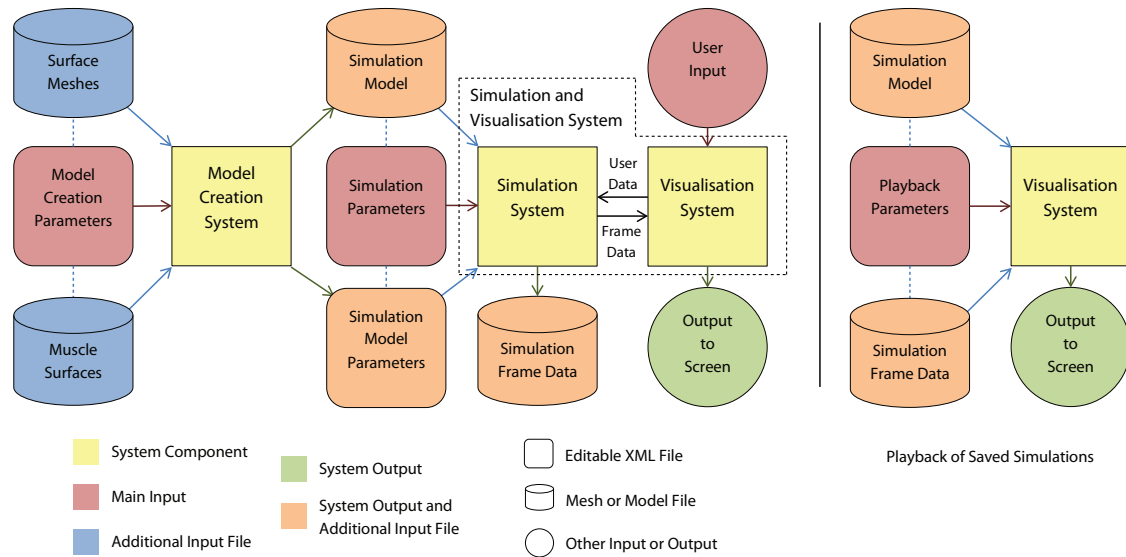 Surface
Meshes
Model
Creation
Parameters
Muscle
Surfaces
Model
Creation
System
Simulation
Model
Simulation
Parameters
Simulation
Model
Parameters
Simulation and
Visualisation System
Simulation
System
User
Data
Frame
Data
User
Input
Visualisation
System
Simulation
Frame Data
Output
to
Screen
Simulation
Model
Playback
Parameters
Simulation
Frame Data
Visualisation
System
Output
to
Screen
System Component
Main Input
Additional Input File
System Output
System Output and
Additional Input File
Editable XML File
Mesh or Model File
Other Input or Output
Playback of Saved Simulations